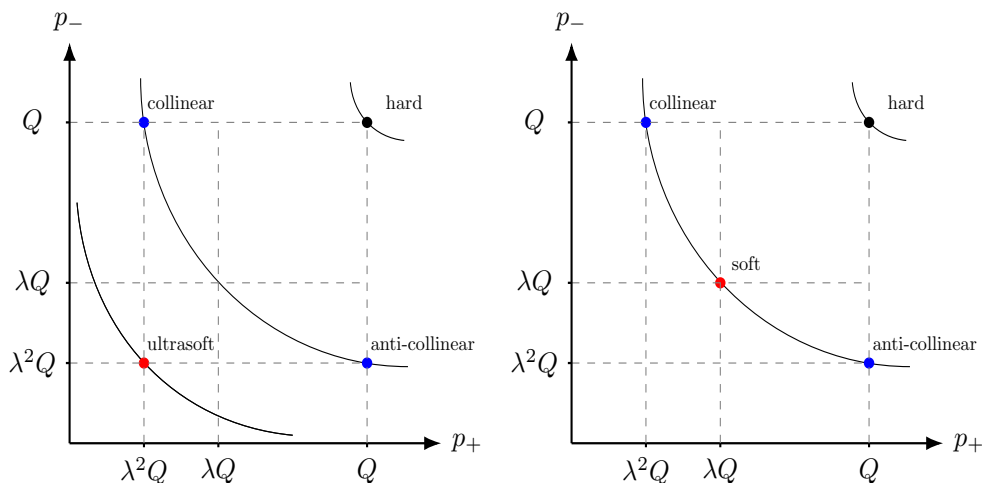 p₋
Q
λQ
λ²Q
collinear
hard
ultrasoft
anti-collinear
λ²Q
λQ
Q
p₊
p₋
Q
λQ
λ²Q
collinear
hard
soft
anti-collinear
λ²Q
λQ
Q
p₊